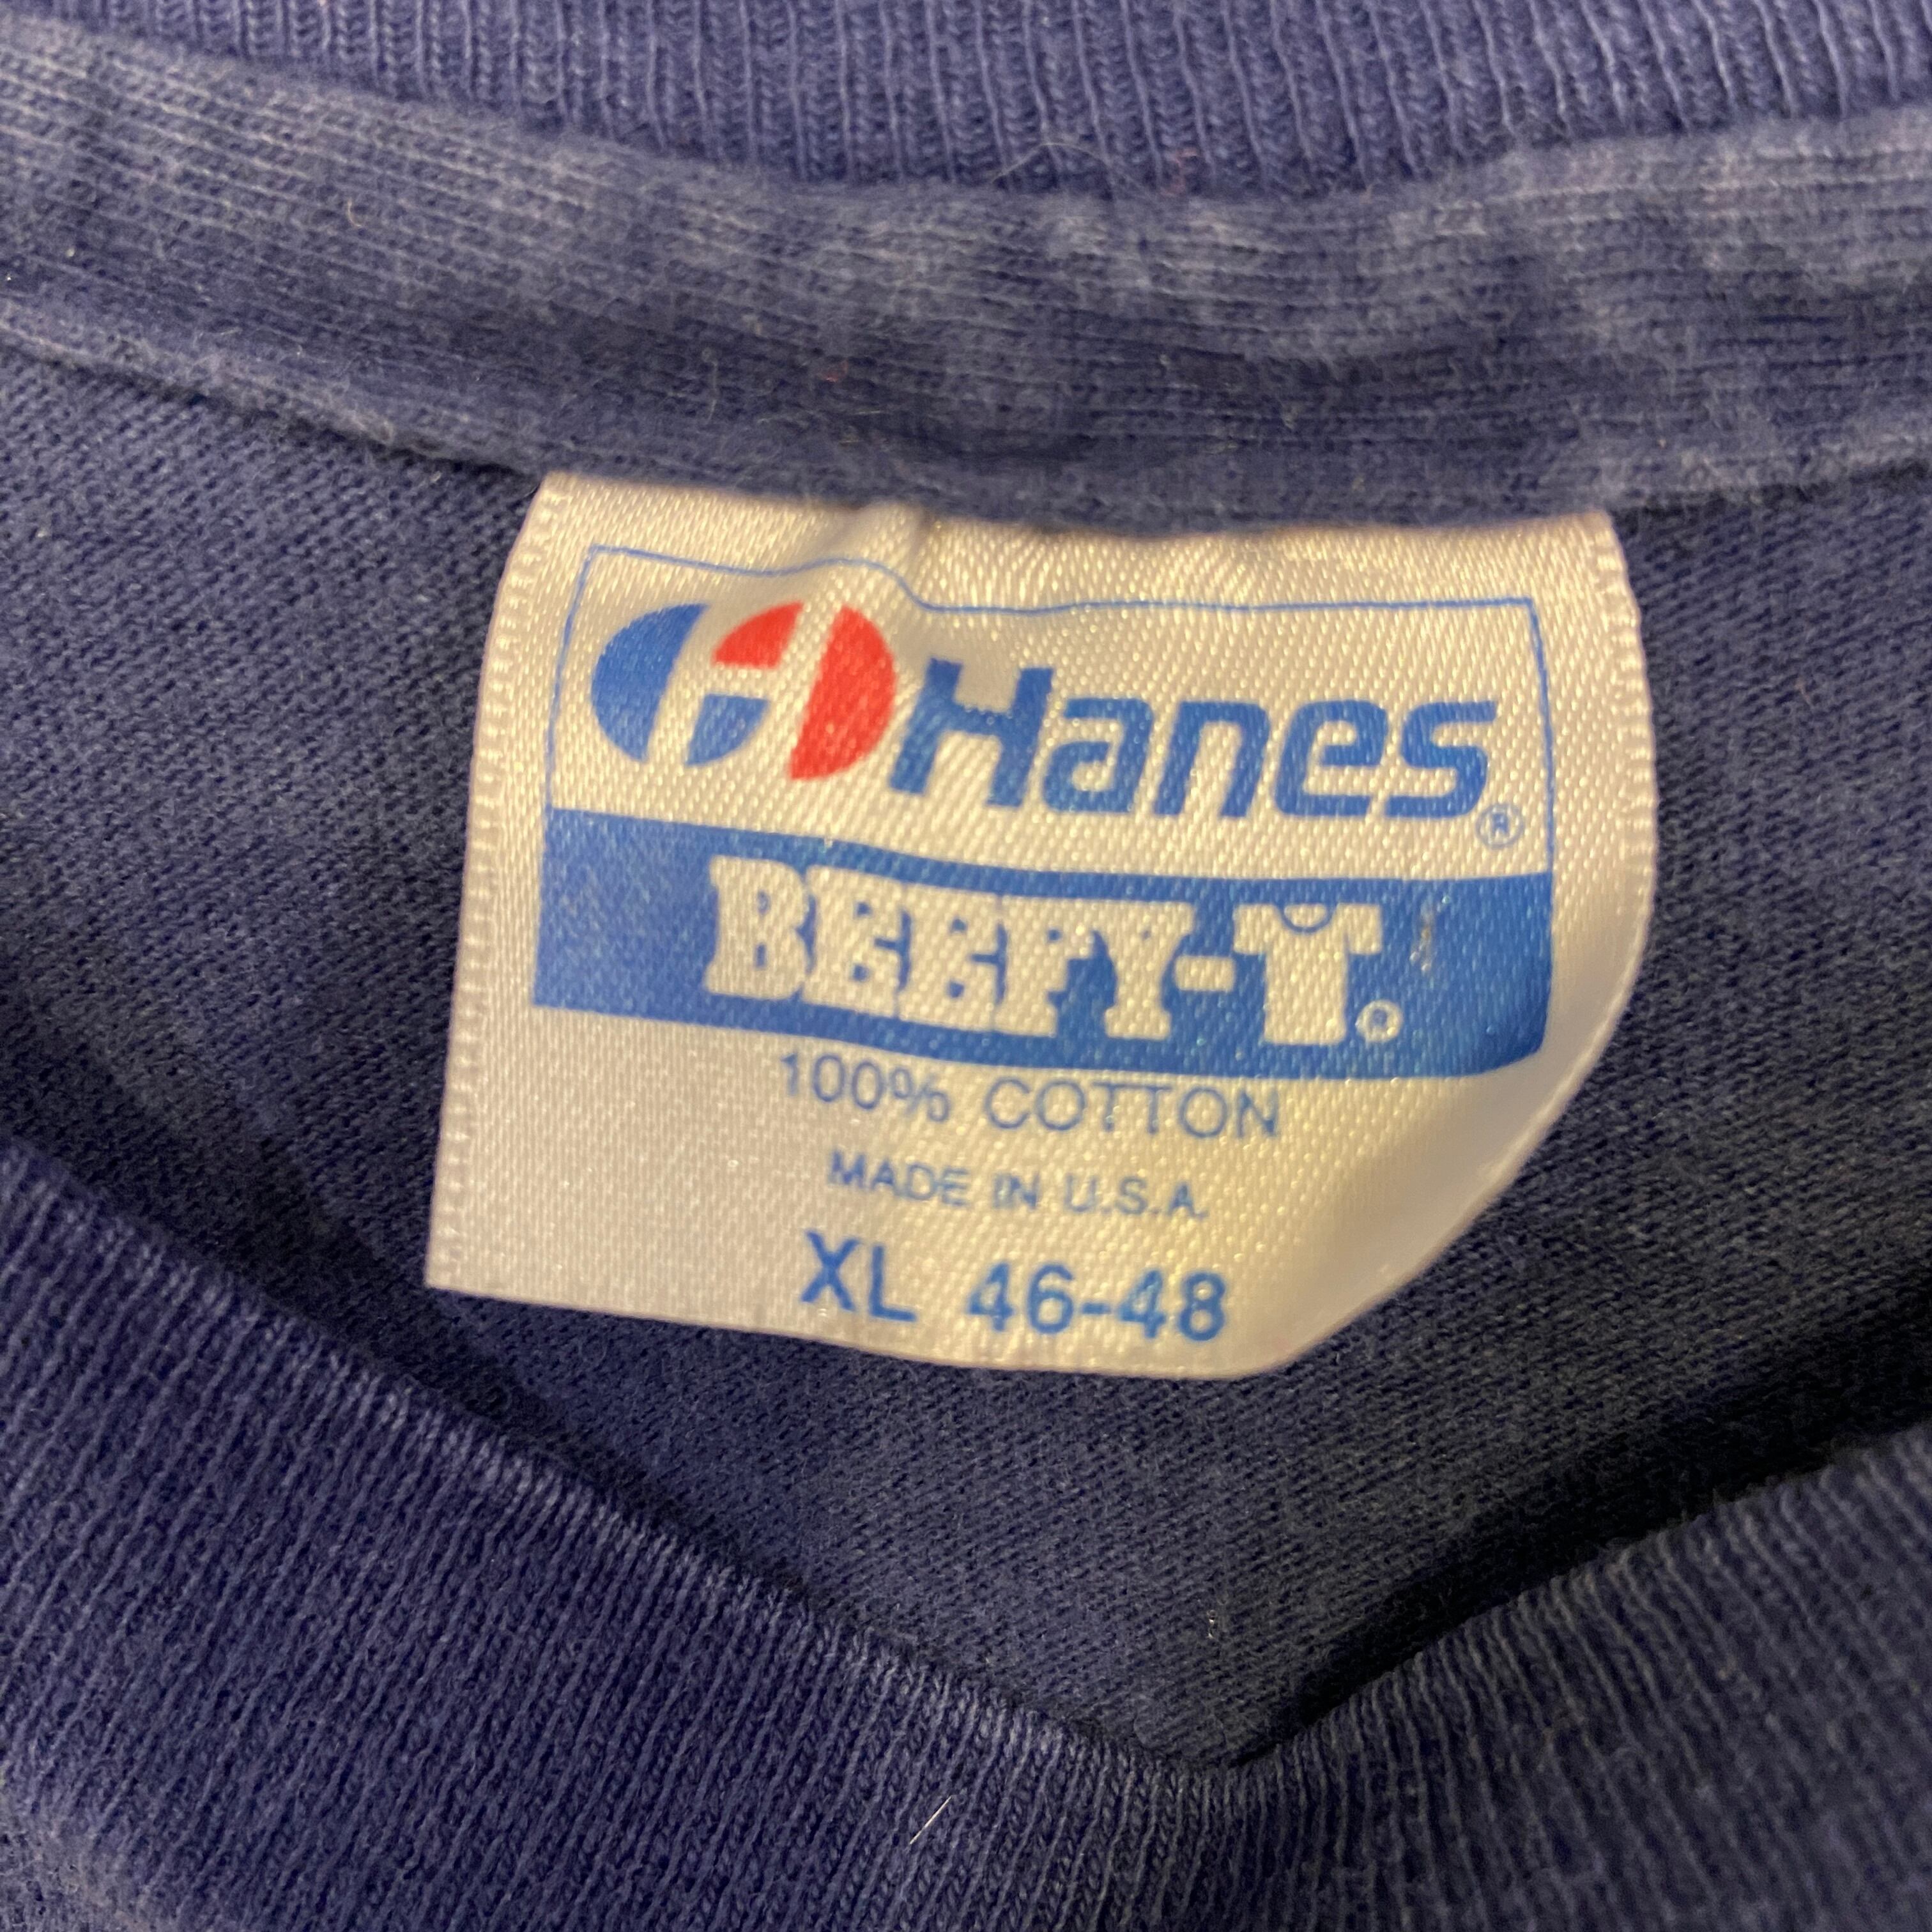 Hanes®
BEEFY-T®
100% COTTON
MADE IN U.S.A.
XL 46-48